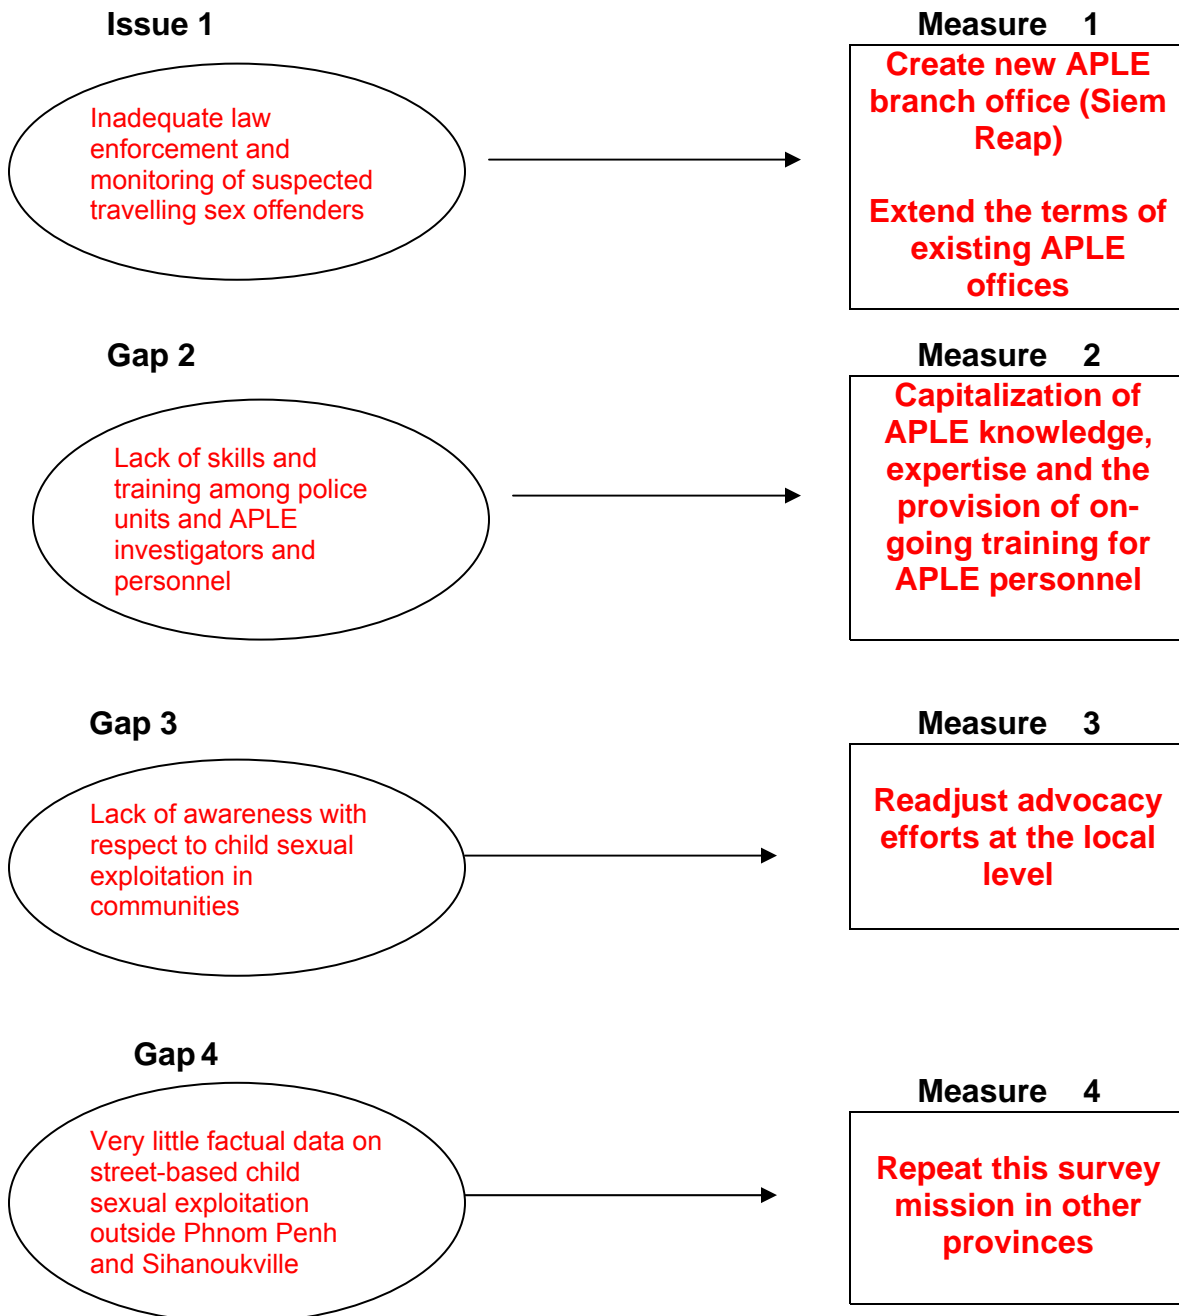 Issue 1
Measure 1
Inadequate law
enforcement and
monitoring of suspected
travelling sex offenders
Create new APLE
branch office (Siem
Reap)
Extend the terms of
existing APLE
offices
Gap 2
Measure 2
Lack of skills and
training among police
units and APLE
investigators and
personnel
Capitalization of
APLE knowledge,
expertise and the
provision of on-
going training for
APLE personnel
Gap 3
Measure 3
Lack of awareness with
respect to child sexual
exploitation in
communities
Readjust advocacy
efforts at the local
level
Gap 4
Measure 4
Very little factual data on
street-based child
sexual exploitation
outside Phnom Penh
and Sihanoukville
Repeat this survey
mission in other
provinces